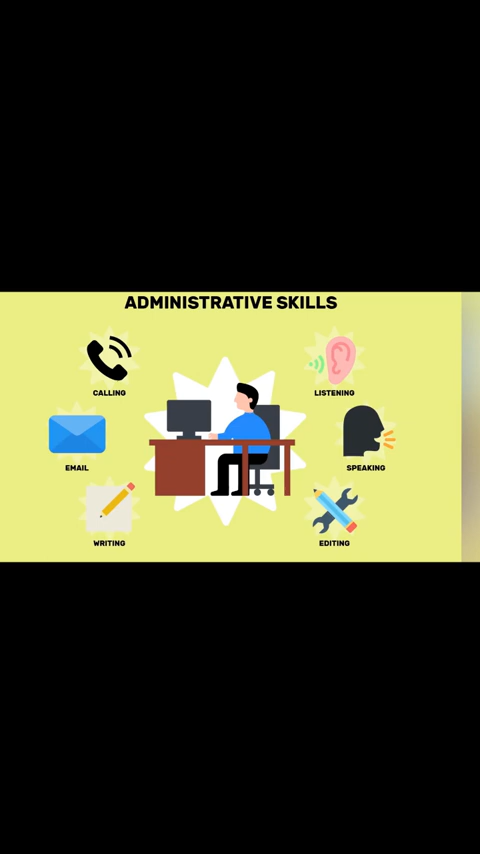 ADMINISTRATIVE SKILLS
CALLING
LISTENING
EMAIL
SPEAKING
WRITING
EDITING